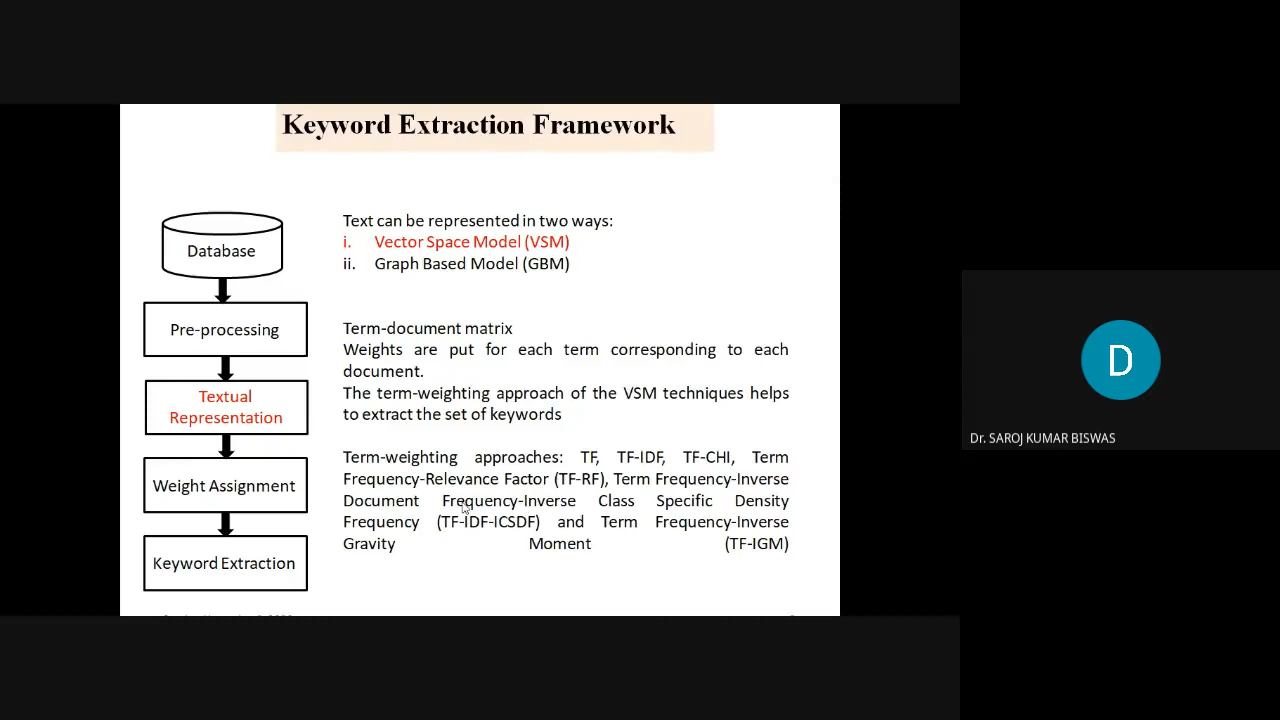 Keyword Extraction Framework
Database
Pre-processing
Textual
Representation
Weight Assignment
Keyword Extraction
Text can be represented in two ways:
i. Vector Space Model (VSM)
ii. Graph Based Model (GBM)
Term-document matrix
Weights are put for each term corresponding to each
document.
The term-weighting approach of the VSM techniques helps
to extract the set of keywords
Term-weighting approaches: TF, TF-IDF, TF-CHI, Term
Frequency-Relevance Factor (TF-RF), Term Frequency-Inverse
Document Frequency-Inverse Class Specific Density
Frequency (TF-IDF-ICSDF) and Term Frequency-Inverse
Gravity Moment (TF-IGM)
D
Dr. SAROJ KUMAR BISWAS